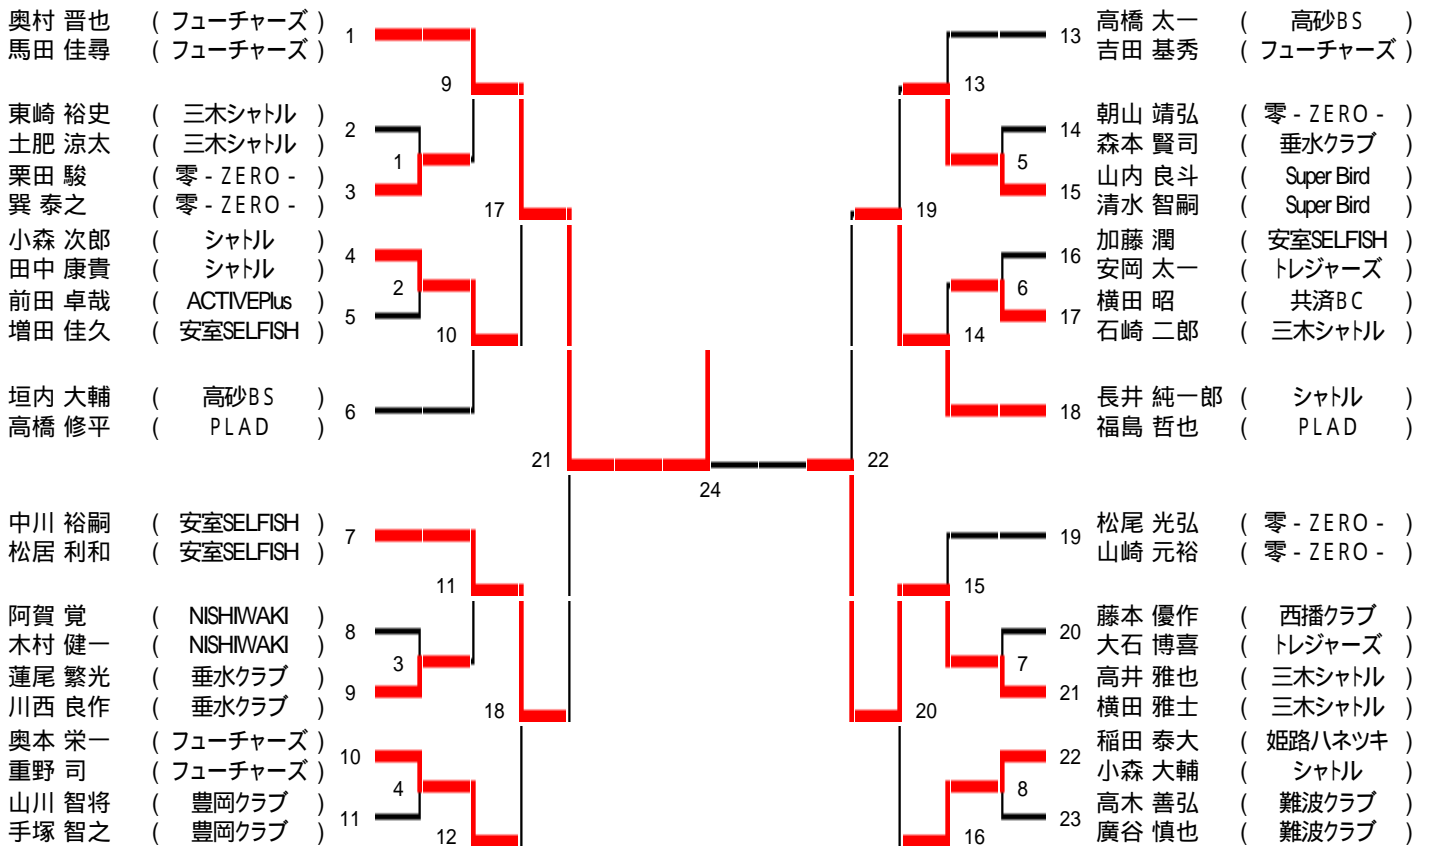 奥村 晋也 ( フューチャーズ )
馬田 佳尋 ( フューチャーズ )
1
9
東崎 裕史 ( 三木シャトル )
土肥 涼太 ( 三木シャトル )
2
1
栗田 駿 ( 零 - ZERO - )
巽 泰之 ( 零 - ZERO - )
3
17
小森 次郎 ( シャトル )
田中 康貴 ( シャトル )
4
2
前田 卓哉 ( ACTIVEPlus )
増田 佳久 ( 安室SELFISH )
5
10
垣内 大輔 ( 高砂BS )
高橋 修平 ( PLAD )
6
21
中川 裕嗣 ( 安室SELFISH )
松居 利和 ( 安室SELFISH )
7
11
阿賀 覚 ( NISHIWAKI )
木村 健一 ( NISHIWAKI )
8
3
蓮尾 繁光 ( 垂水クラブ )
川西 良作 ( 垂水クラブ )
9
18
奥本 栄一 ( フューチャーズ )
重野 司 ( フューチャーズ )
10
4
山川 智将 ( 豊岡クラブ )
手塚 智之 ( 豊岡クラブ )
11
12
24
13
高橋 太一 ( 高砂BS )
吉田 基秀 ( フューチャーズ )
13
14
朝山 靖弘 ( 零 - ZERO - )
森本 賢司 ( 垂水クラブ )
5
15
山内 良斗 ( Super Bird )
清水 智嗣 ( Super Bird )
19
16
加藤 潤 ( 安室SELFISH )
安岡 太一 ( トレジャーズ )
6
17
横田 昭 ( 共済BC )
石崎 二郎 ( 三木シャトル )
14
18
長井 純一郎 ( シャトル )
福島 哲也 ( PLAD )
22
19
松尾 光弘 ( 零 - ZERO - )
山崎 元裕 ( 零 - ZERO - )
15
20
藤本 優作 ( 西播クラブ )
大石 博喜 ( トレジャーズ )
7
21
高井 雅也 ( 三木シャトル )
横田 雅士 ( 三木シャトル )
20
22
稲田 泰大 ( 姫路ハネツキ )
小森 大輔 ( シャトル )
8
23
高木 善弘 ( 難波クラブ )
廣谷 慎也 ( 難波クラブ )
16